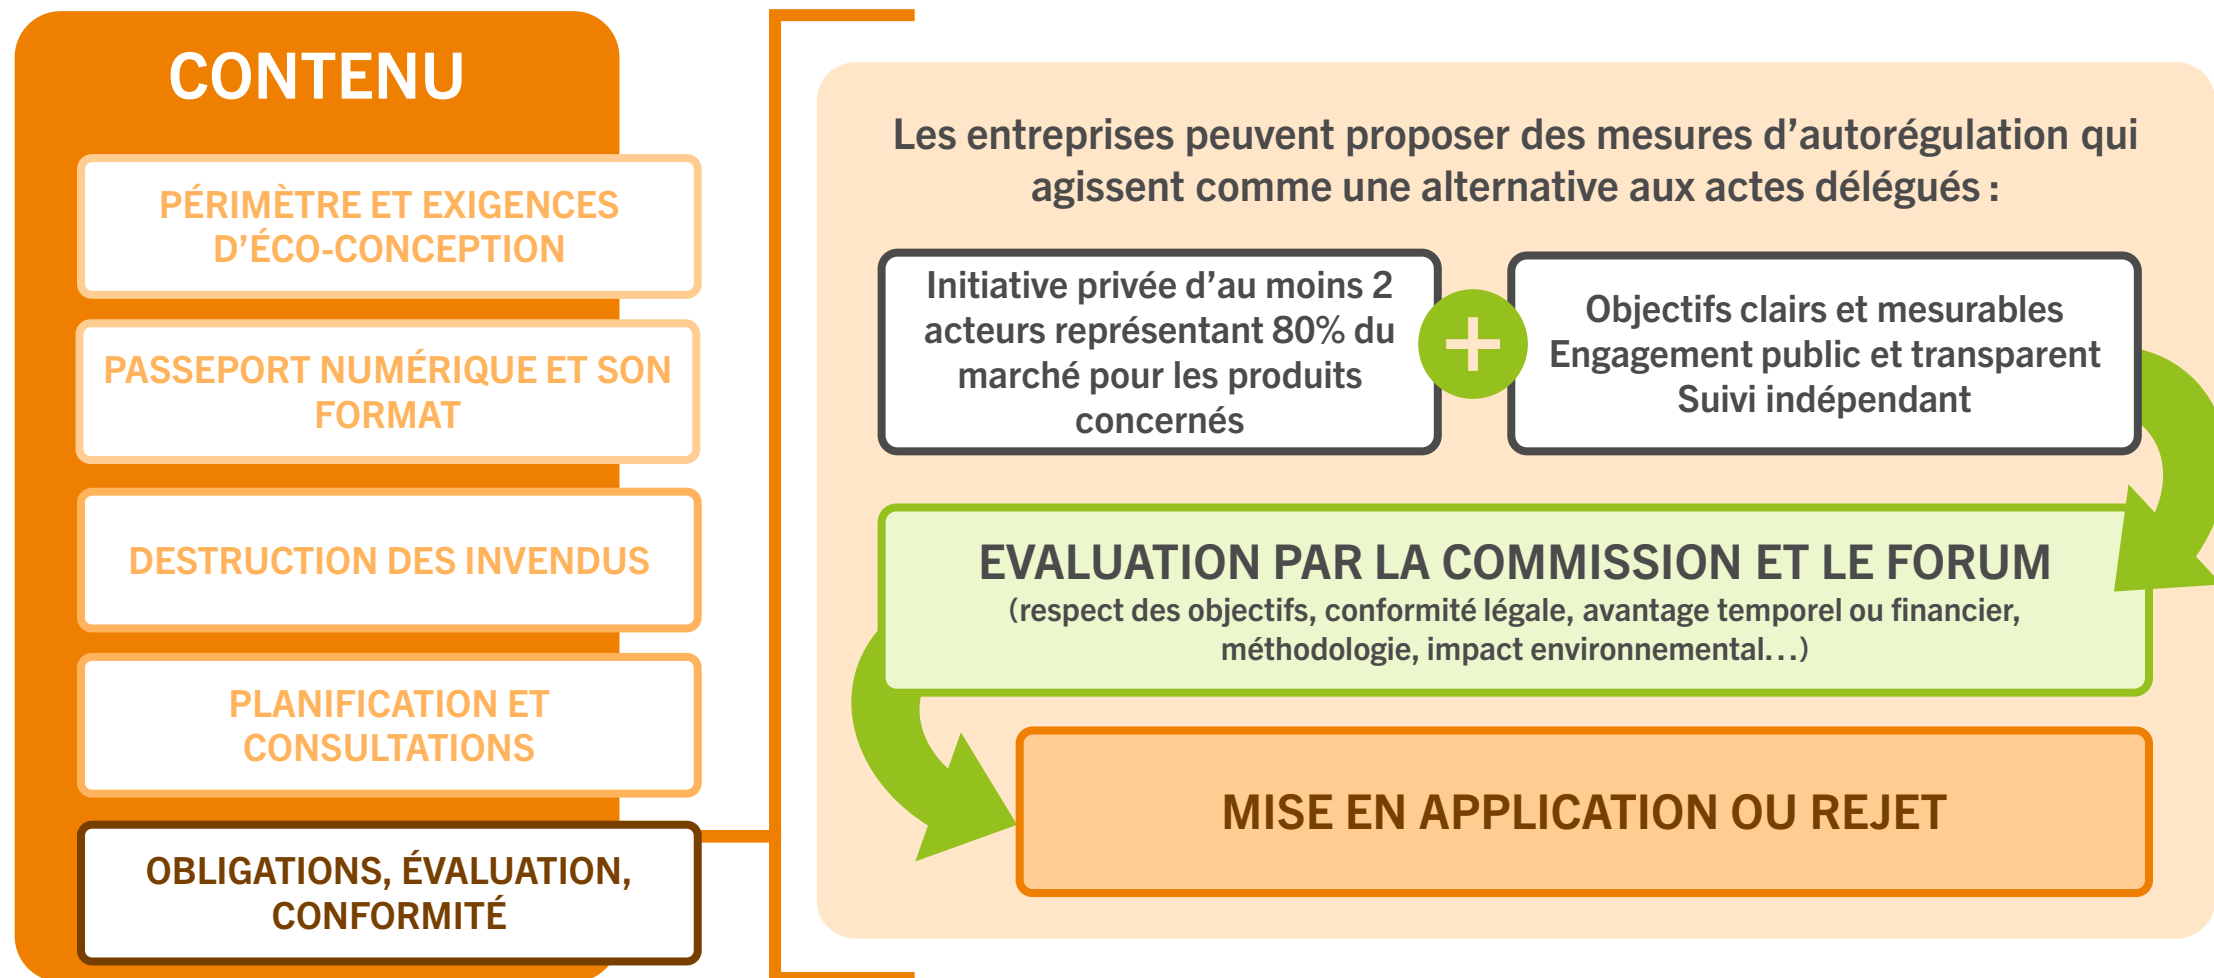 CONTENU
PÉRIMÈTRE ET EXIGENCES
D’ÉCO-CONCEPTION
PASSEPORT NUMÉRIQUE ET SON
FORMAT
DESTRUCTION DES INVENDUS
PLANIFICATION ET
CONSULTATIONS
OBLIGATIONS, ÉVALUATION,
CONFORMITÉ
Les entreprises peuvent proposer des mesures d’autorégulation qui
agissent comme une alternative aux actes délégués :
Initiative privée d’au moins 2
acteurs représentant 80% du
marché pour les produits
concernés
+
Objectifs clairs et mesurables
Engagement public et transparent
Suivi indépendant
EVALUATION PAR LA COMMISSION ET LE FORUM
(respect des objectifs, conformité légale, avantage temporel ou financier,
méthodologie, impact environnemental…)
MISE EN APPLICATION OU REJET